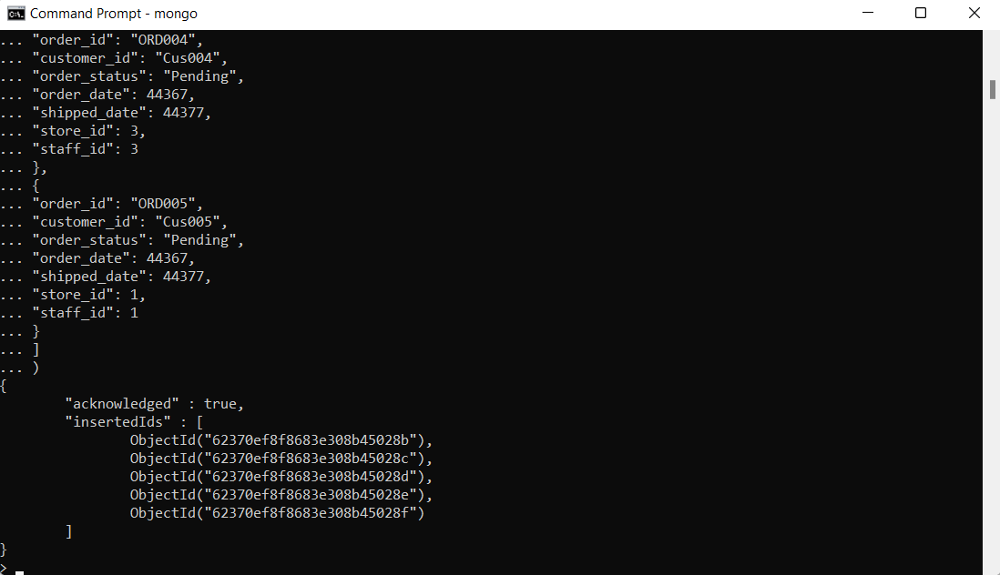 Command Prompt - mongo
... "order_id": "ORD004",
... "customer_id": "Cus004",
... "order_status": "Pending",
... "order_date": 44367,
... "shipped_date": 44377,
... "store_id": 3,
... "staff_id": 3
... },
... {
... "order_id": "ORD005",
... "customer_id": "Cus005",
... "order_status": "Pending",
... "order_date": 44367,
... "shipped_date": 44377,
... "store_id": 1,
... "staff_id": 1
... }
... ]
... )
{
        "acknowledged" : true,
        "insertedIds" : [
                ObjectId("62370ef8f8683e308b45028b"),
                ObjectId("62370ef8f8683e308b45028c"),
                ObjectId("62370ef8f8683e308b45028d"),
                ObjectId("62370ef8f8683e308b45028e"),
                ObjectId("62370ef8f8683e308b45028f")
        ]
}
>